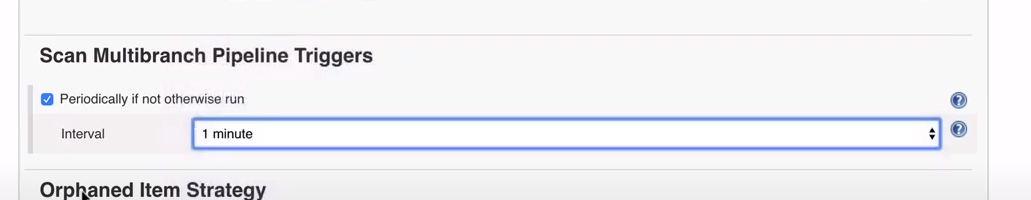 Scan Multibranch Pipeline Triggers
Periodically if not otherwise run
Interval 1 minute
Orphaned Item Strategy